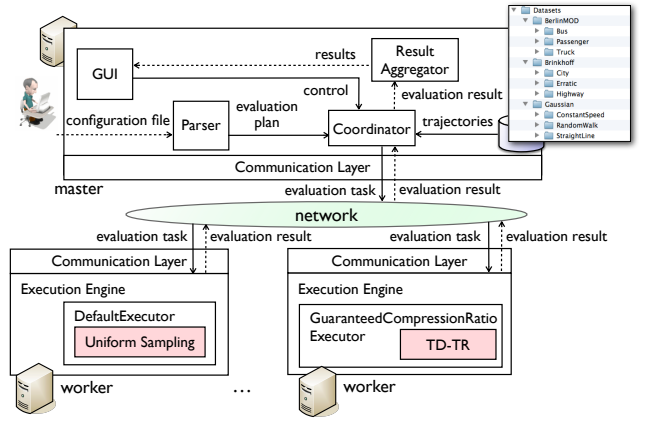 Datasets
BerlinMOD
Bus
Passenger
Truck
Brinkhoff
City
Erratic
Highway
Gaussian
ConstantSpeed
RandomWalk
StraightLine
GUI
results
Result
Aggregator
control
evaluation result
configuration file
Parser
evaluation
plan
Coordinator
trajectories
Communication Layer
master
evaluation task
evaluation result
network
evaluation task
evaluation result
evaluation task
evaluation result
Communication Layer
Execution Engine
DefaultExecutor
Uniform Sampling
worker
...
Communication Layer
Execution Engine
GuaranteedCompressionRatio
Executor
TD-TR
worker